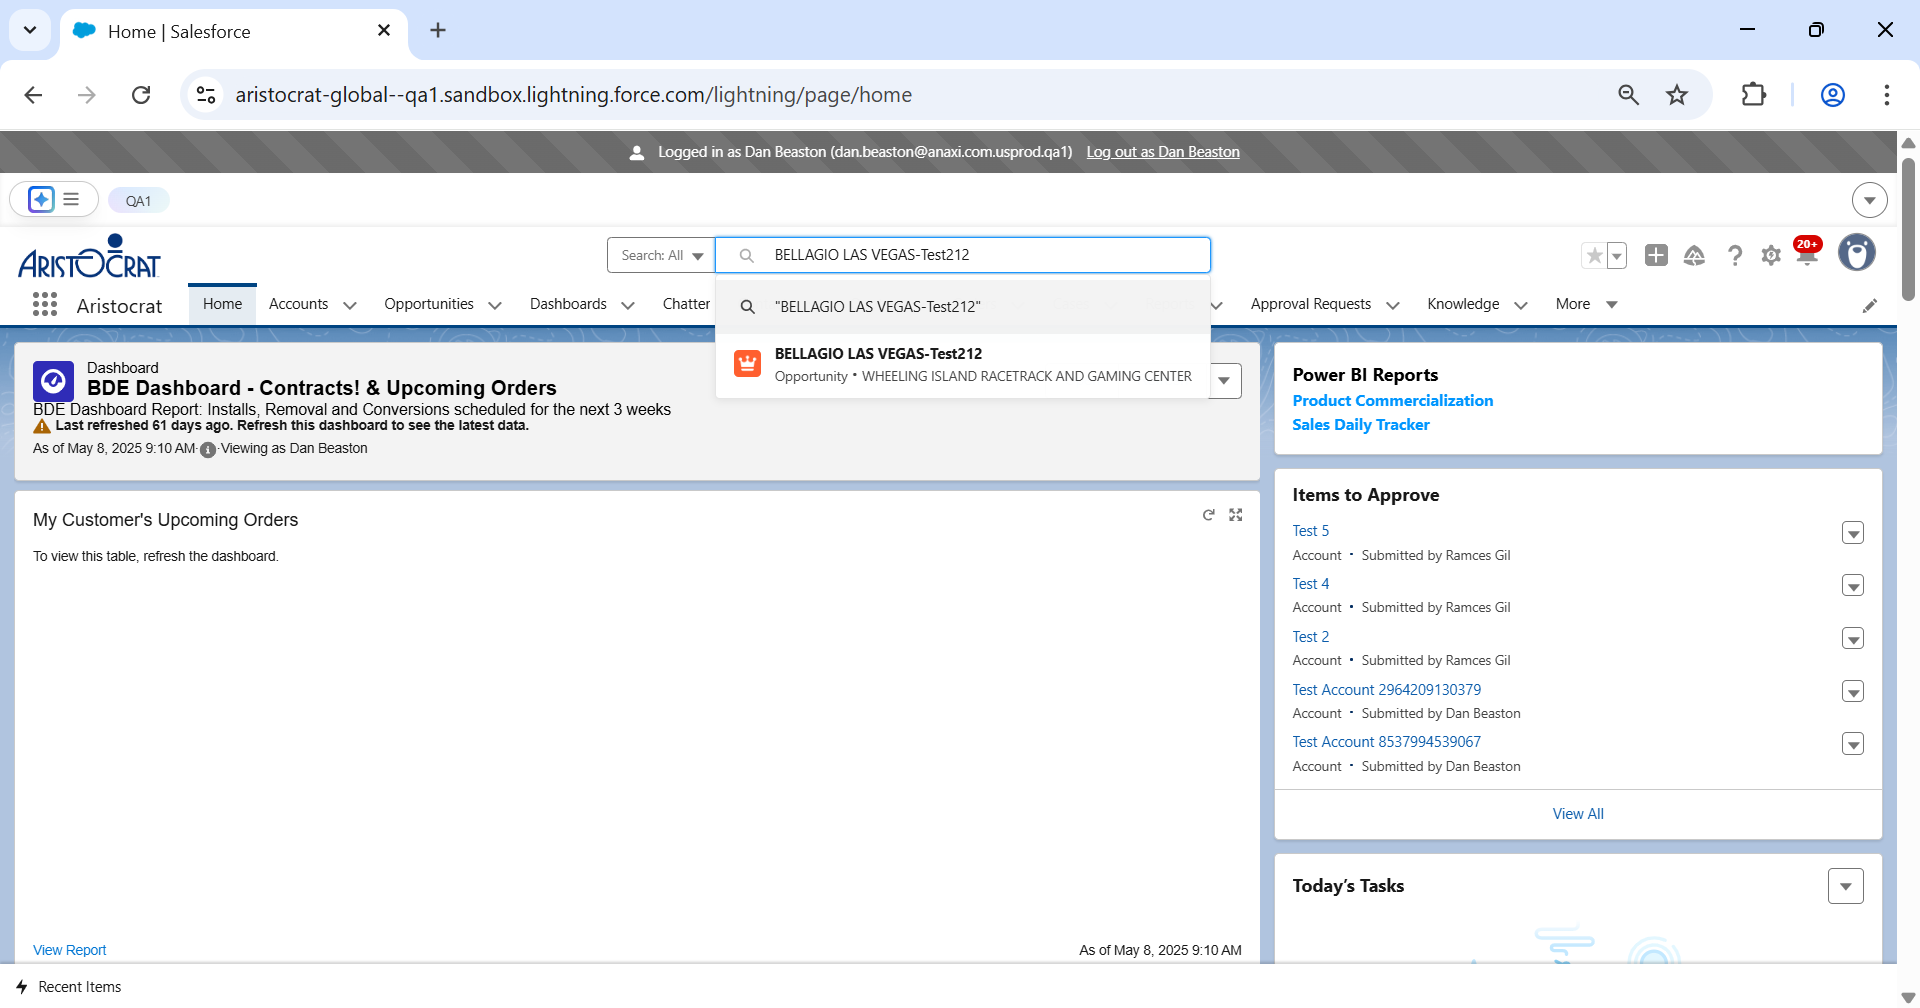 Home | Salesforce
aristocrat-global--qa1.sandbox.lightning.force.com/lightning/page/home
Logged in as Dan Beaston (dan.beaston@anaxi.com.usprod.qa1) Log out as Dan Beaston
QA1
ARISTOCRAT
Search: All
BELLAGIO LAS VEGAS-Test212
20+
Aristocrat
Home
Accounts
Opportunities
Dashboards
Chatter
Approval Requests
Knowledge
More
"BELLAGIO LAS VEGAS-Test212"
BELLAGIO LAS VEGAS-Test212
Opportunity • WHEELING ISLAND RACETRACK AND GAMING CENTER
Dashboard
BDE Dashboard - Contracts! & Upcoming Orders
BDE Dashboard Report: Installs, Removal and Conversions scheduled for the next 3 weeks
Last refreshed 61 days ago. Refresh this dashboard to see the latest data.
As of May 8, 2025 9:10 AM·Viewing as Dan Beaston
My Customer's Upcoming Orders
To view this table, refresh the dashboard.
View Report
As of May 8, 2025 9:10 AM
Power BI Reports
Product Commercialization
Sales Daily Tracker
Items to Approve
Test 5
Account • Submitted by Ramces Gil
Test 4
Account • Submitted by Ramces Gil
Test 2
Account • Submitted by Ramces Gil
Test Account 2964209130379
Account • Submitted by Dan Beaston
Test Account 8537994539067
Account • Submitted by Dan Beaston
View All
Today's Tasks
Recent Items